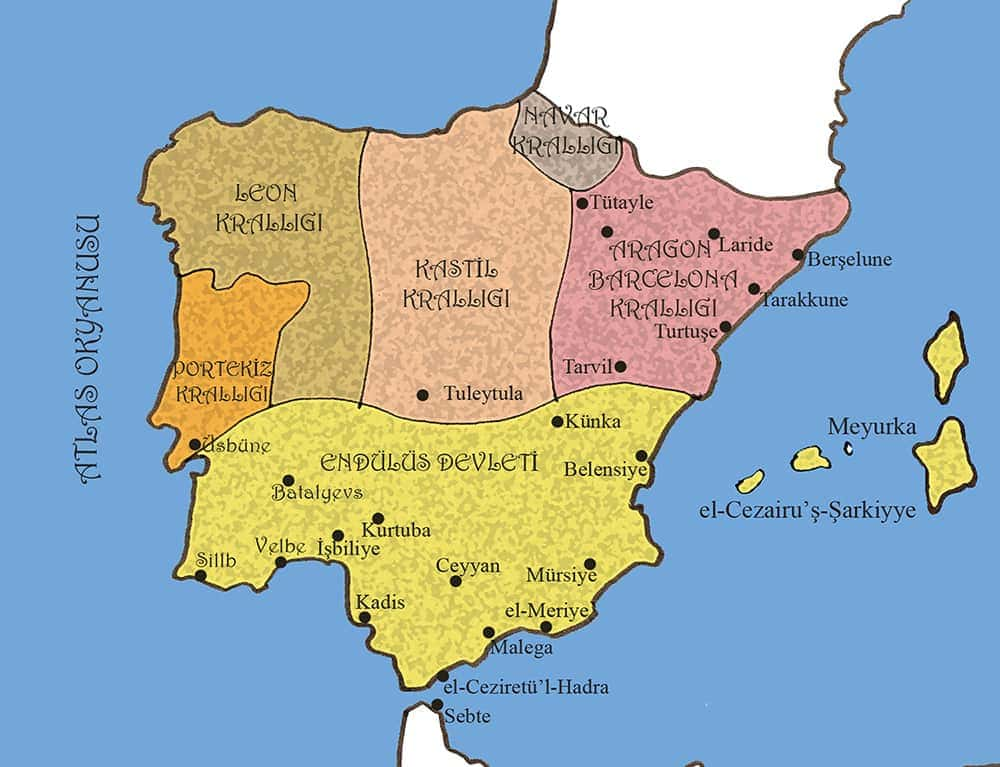 NAVAR
KRALLIGI
LEON
KRALLIGI
Tütayle
ATLAS OKYANUSU
ARAGON
BARCELONA
KRALLIGI
Laride
Berşelune
KASTİL
KRALLIGI
Tarakkune
Turtuşe
PORTEKİZ
KRALLIGI
Tarvil
Tuleytula
Künka
Meyurka
Üsbüne
ENDÜLÜS DEVLETİ
Belensiye
Batalyevs
el-Cezairu'ş-Şarkiyye
Kurtuba
Velbe
İşbiliye
Sillb
Ceyyan
Mürsiye
Kadis
el-Meriye
Malega
el-Ceziretü'l-Hadra
Sebte